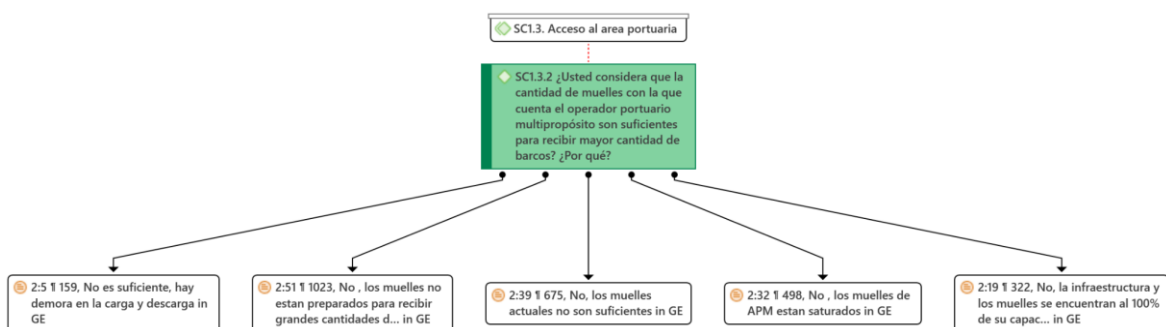 SC1.3. Acceso al area portuaria
SC1.3.2 ¿Usted considera que la
cantidad de muelles con la que
cuenta el operador portuario
multipropósito son suficientes
para recibir mayor cantidad de
barcos? ¿Por qué?
2:5 ¶ 159, No es suficiente, hay
demora en la carga y descarga in
GE
2:51 ¶ 1023, No , los muelles no
estan preparados para recibir
grandes cantidades d... in GE
2:39 ¶ 675, No, los muelles
actuales no son suficientes in GE
2:32 ¶ 498, No , los muelles de
APM estan saturados in GE
2:19 ¶ 322, No, la infraestructura y
los muelles se encuentran al 100%
de su capac... in GE